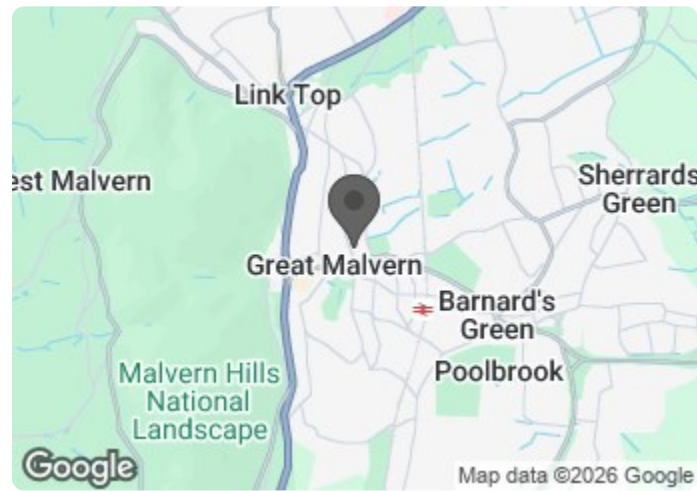 Link Top
est Malvern
Sherrards
Green
Great Malvern
Barnard's
Green
Poolbrook
Malvern Hills
National
Landscape
Google
Map data ©2026 Google